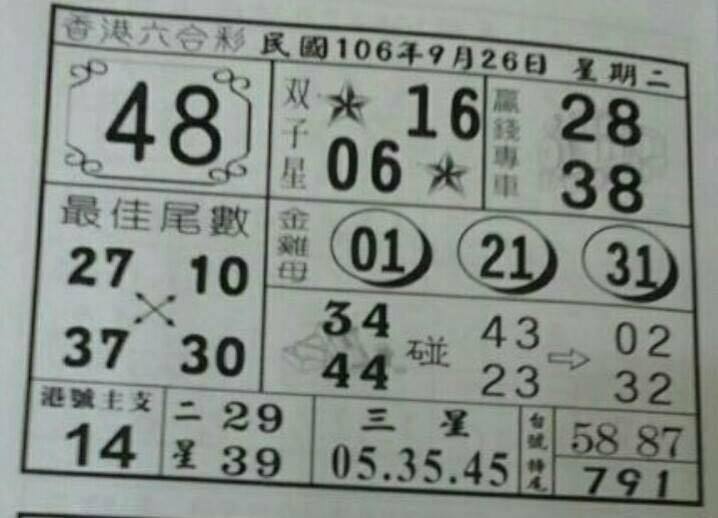 香港六合彩 民國106年9月26日 星期二
48
双子星
16
06
贏錢專車
28
38
最佳尾數
27 10
37 30
金雞母
01 21 31
34
44
碰
43
23
02
32
港號主支
14
二星
29
39
三星
05.35.45
台號
尾
58 87
791